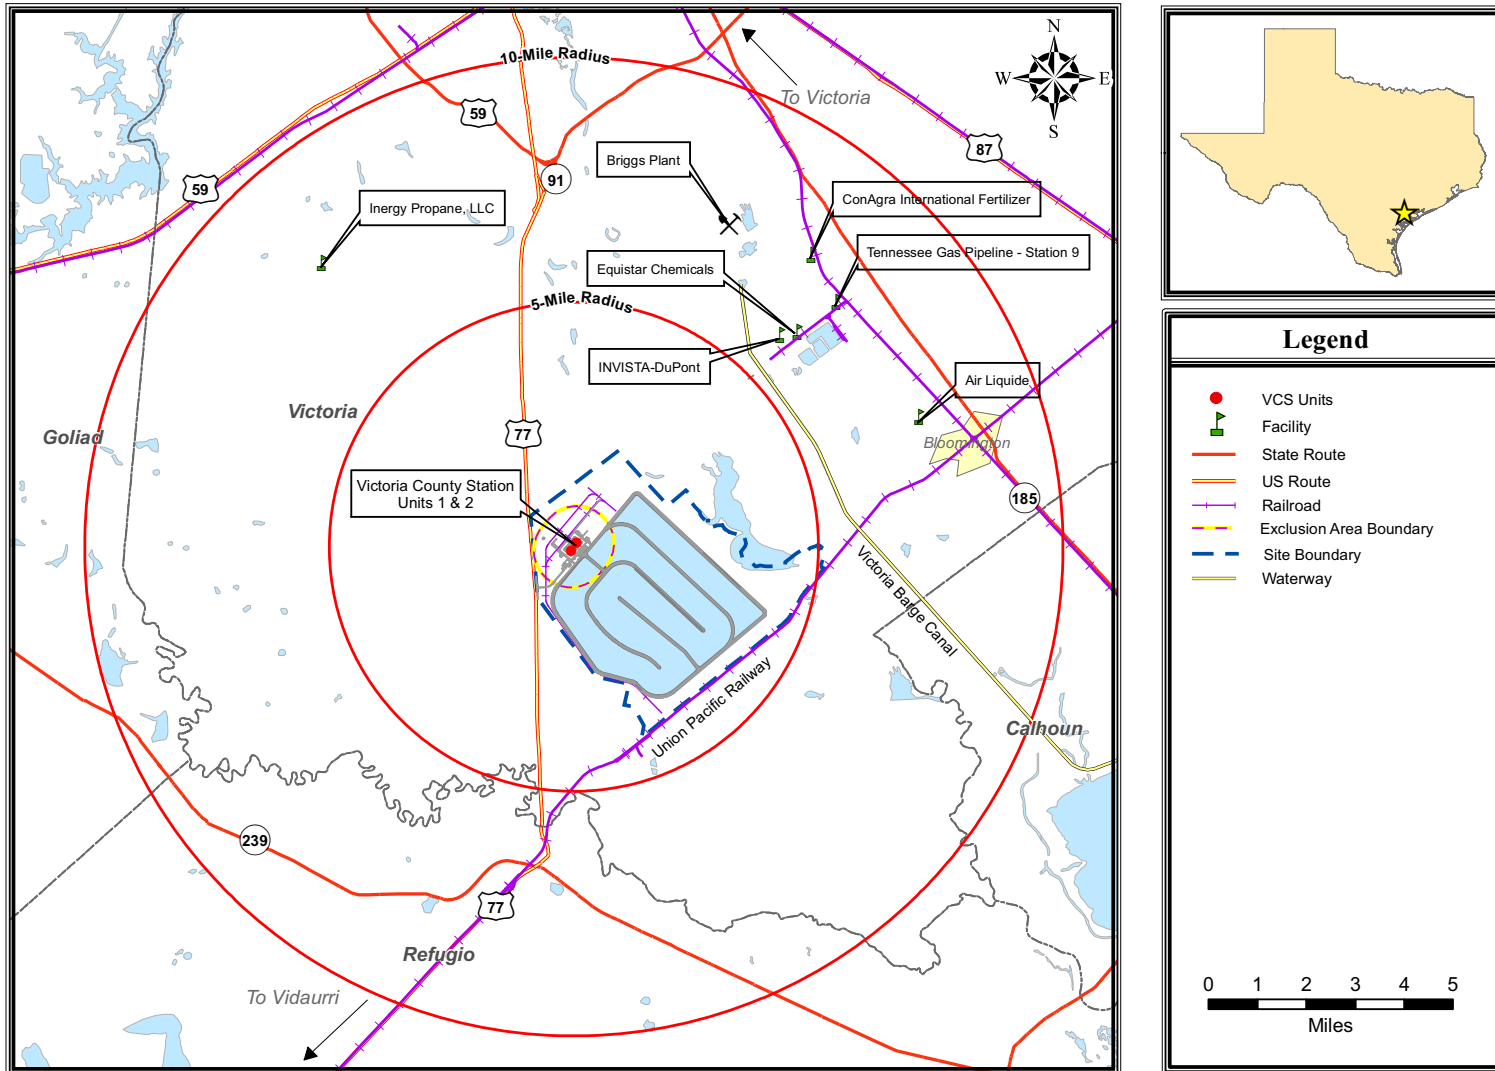 10-Mile Radius
N
W
E
S
To Victoria
59
87
59
91
Briggs Plant
Inergy Propane, LLC
ConAgra International Fertilizer
Tennessee Gas Pipeline - Station 9
Equistar Chemicals
5-Mile Radius
INVISTA-DuPont
Air Liquide
Victoria
Goliad
77
Bloomington
Victoria County Station
Units 1 & 2
185
Victoria Barge Canal
Union Pacific Railway
Calhoun
239
77
Refugio
To Vidaurri
Legend
VCS Units
Facility
State Route
US Route
Railroad
Exclusion Area Boundary
Site Boundary
Waterway
0 1 2 3 4 5
Miles